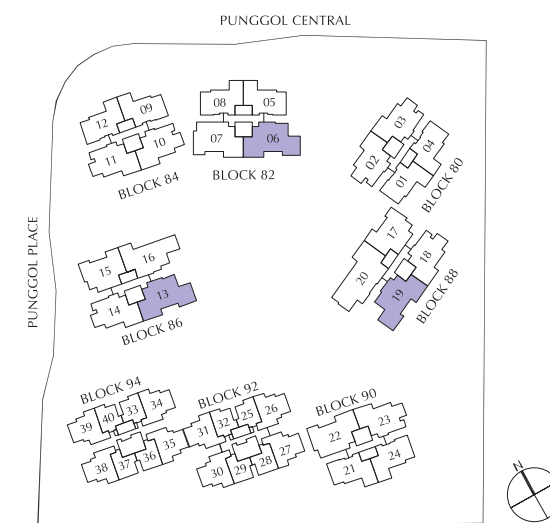 PUNGGOL CENTRAL
PUNGGOL PLACE
12 09
11 10
BLOCK 84
08 05
07 06
BLOCK 82
03
04
02
01
BLOCK 80
15 16
14 13
BLOCK 86
17
18
20
19
BLOCK 88
BLOCK 94
39 40 33 34
38 37 36 35
BLOCK 92
31 32 25 26
30 29 28 27
BLOCK 90
22 23
21 24
N